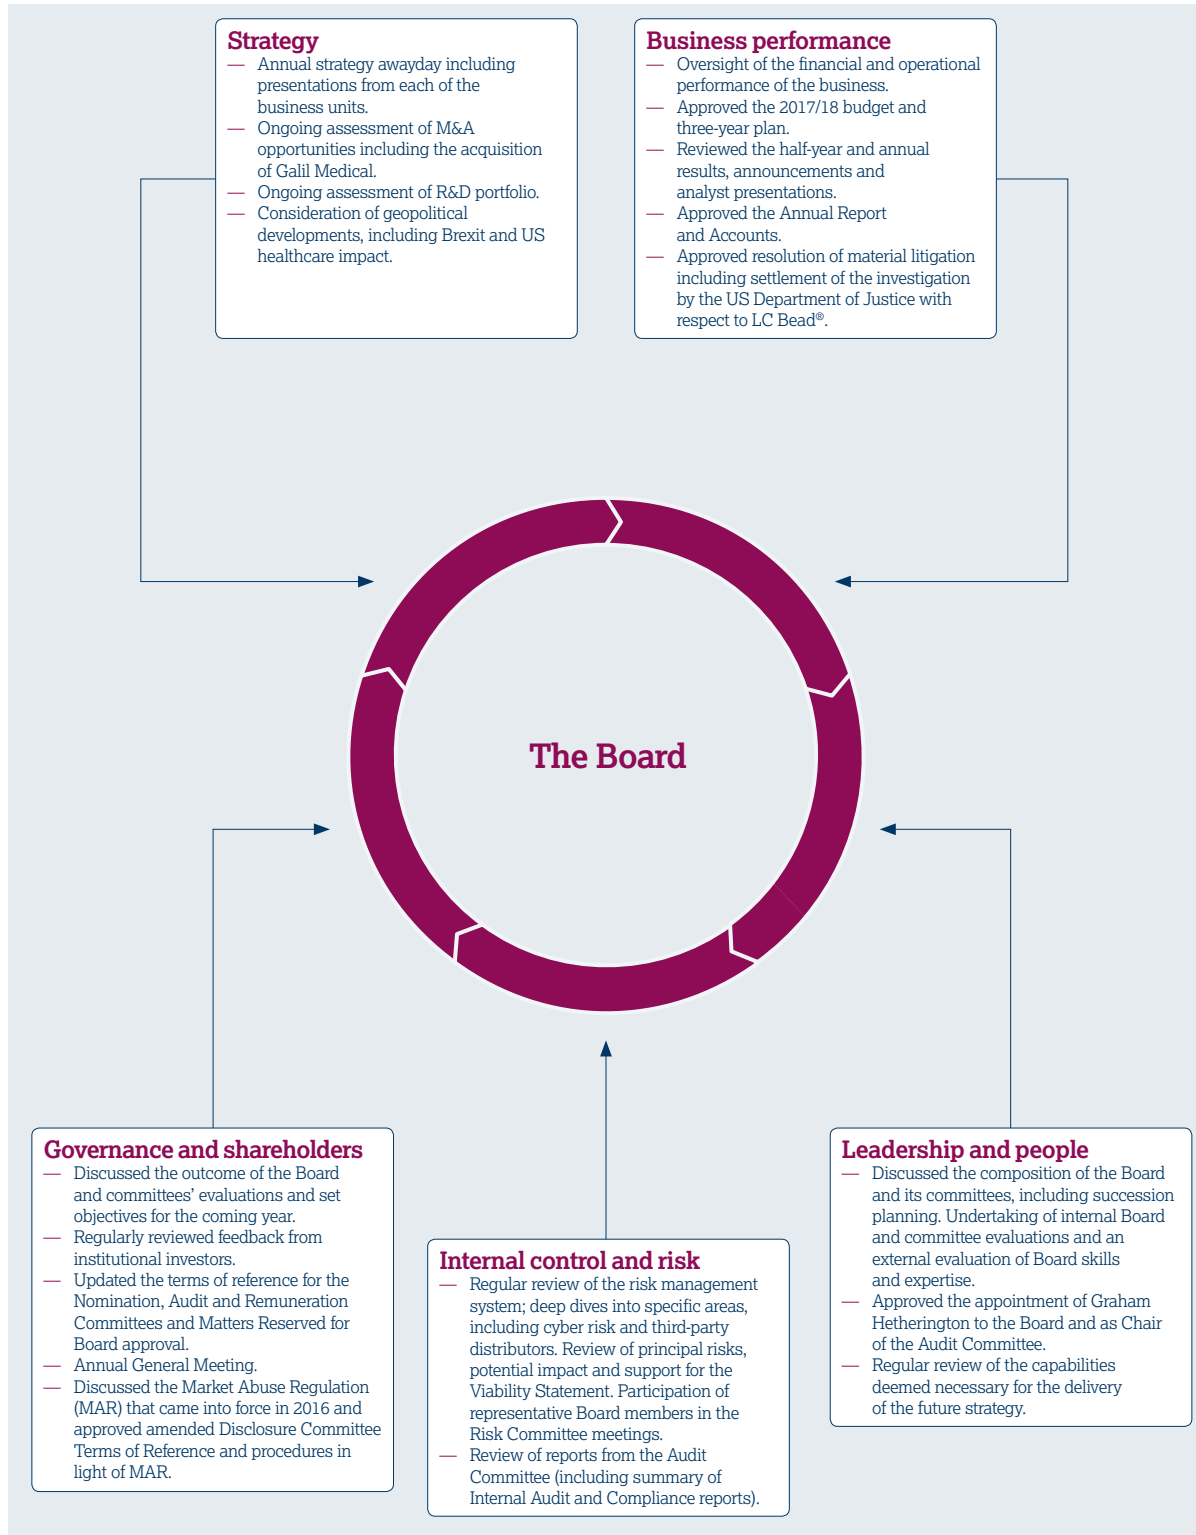 Strategy
— Annual strategy awayday including
presentations from each of the
business units.
— Ongoing assessment of M&A
opportunities including the acquisition
of Galil Medical.
— Ongoing assessment of R&D portfolio.
— Consideration of geopolitical
developments, including Brexit and US
healthcare impact.
Business performance
— Oversight of the financial and operational
performance of the business.
— Approved the 2017/18 budget and
three-year plan.
— Reviewed the half-year and annual
results, announcements and
analyst presentations.
— Approved the Annual Report
and Accounts.
— Approved resolution of material litigation
including settlement of the investigation
by the US Department of Justice with
respect to LC Bead®.
The Board
Governance and shareholders
— Discussed the outcome of the Board
and committees’ evaluations and set
objectives for the coming year.
— Regularly reviewed feedback from
institutional investors.
— Updated the terms of reference for the
Nomination, Audit and Remuneration
Committees and Matters Reserved for
Board approval.
— Annual General Meeting.
— Discussed the Market Abuse Regulation
(MAR) that came into force in 2016 and
approved amended Disclosure Committee
Terms of Reference and procedures in
light of MAR.
Internal control and risk
— Regular review of the risk management
system; deep dives into specific areas,
including cyber risk and third-party
distributors. Review of principal risks,
potential impact and support for the
Viability Statement. Participation of
representative Board members in the
Risk Committee meetings.
— Review of reports from the Audit
Committee (including summary of
Internal Audit and Compliance reports).
Leadership and people
— Discussed the composition of the Board
and its committees, including succession
planning. Undertaking of internal Board
and committee evaluations and an
external evaluation of Board skills
and expertise.
— Approved the appointment of Graham
Hetherington to the Board and as Chair
of the Audit Committee.
— Regular review of the capabilities
deemed necessary for the delivery
of the future strategy.